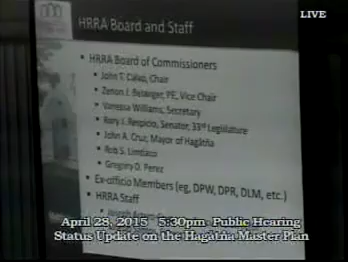 LIVE
HRRA Board and Staff
HRRA Board of Commissioners
John T. Calvo, Chair
Zenon E. Belanger, PE, Vice Chair
Vanessa Williams, Secretary
Rory J. Respicio, Senator, 33rd Legislature
John A. Cruz, Mayor of Hagåtña
Rob S. Limtiaco
Gregory D. Perez
Ex-officio Members (eg, DPW, DPR, DLM, etc.)
HRRA Staff
April 28, 2015 5:30pm Public Hearing
Status Update on the Hagåtña Master Plan